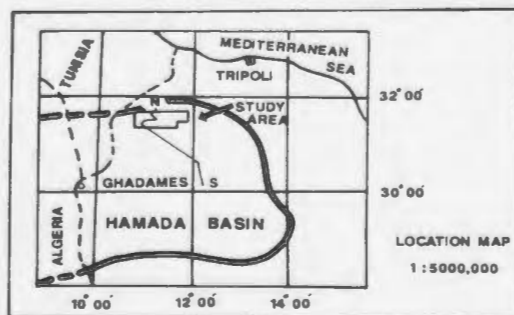 MEDITERRANEAN
SEA
TUNISIA
TRIPOLI
32°00'
N
STUDY
AREA
GHADAMES S
30°00'
ALGERIA
HAMADA BASIN
LOCATION MAP
1:5000,000
10°00' 12°00' 14°00'